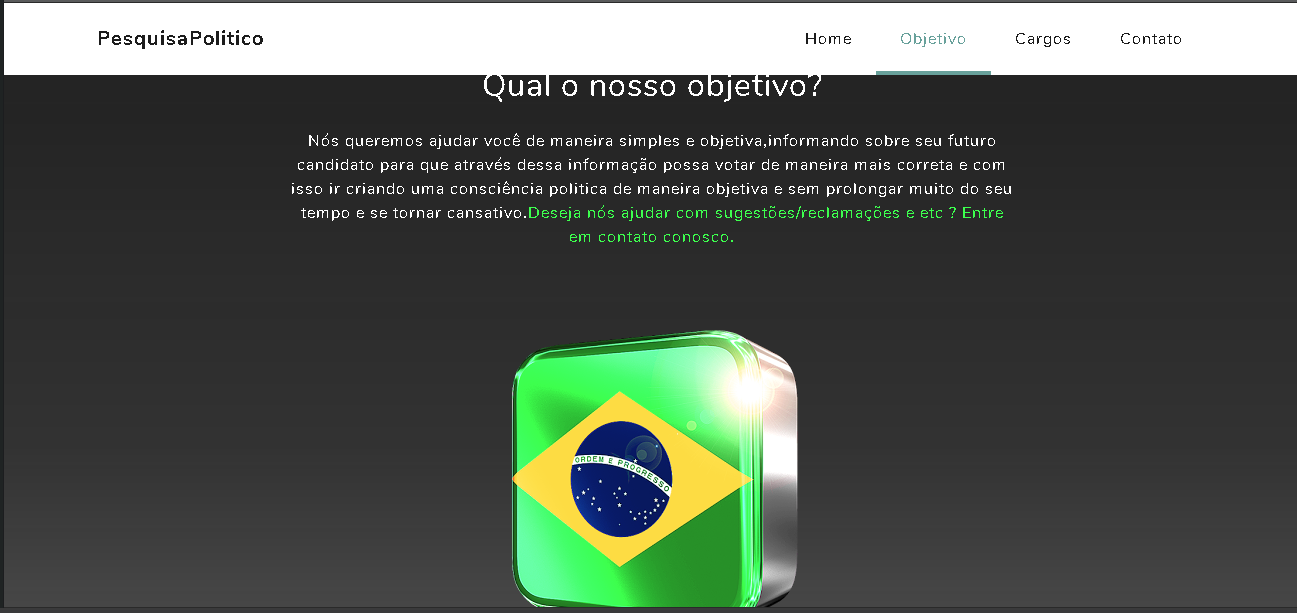 PesquisaPolitico
Home
Objetivo
Cargos
Contato
Qual o nosso objetivo?
Nós queremos ajudar você de maneira simples e objetiva,informando sobre seu futuro
candidato para que através dessa informação possa votar de maneira mais correta e com
isso ir criando uma consciência politica de maneira objetiva e sem prolongar muito do seu
tempo e se tornar cansativo.Deseja nós ajudar com sugestões/reclamações e etc ? Entre
em contato conosco.
ORDEM E PROGRESSO